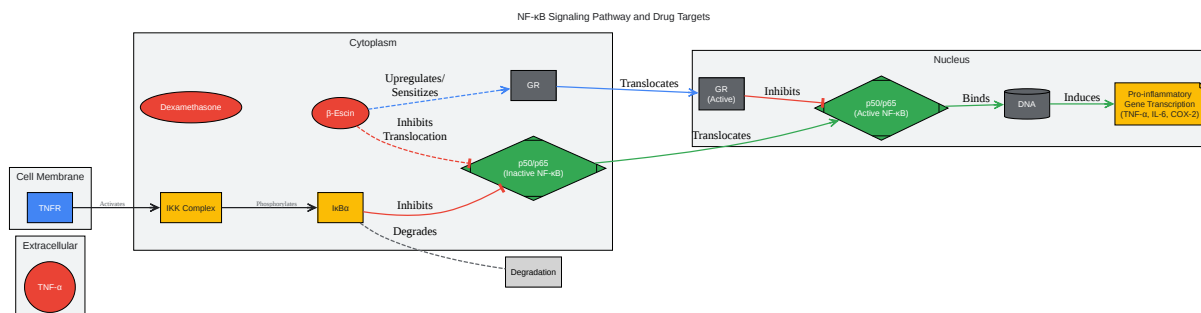 NF-κB Signaling Pathway and Drug Targets
Cytoplasm
Nucleus
Dexamethasone
β-Escin
Upregulates/
Sensitizes
GR
Translocates
GR
(Active)
Inhibits
p50/p65
(Active NF-κB)
Binds
DNA
Induces
Pro-inflammatory
Gene Transcription
(TNF-α, IL-6, COX-2)
Inhibits
Translocation
Translocates
p50/p65
(Inactive NF-κB)
Cell Membrane
TNFR
Activates
IKK Complex
Phosphorylates
IκBα
Inhibits
Degrades
Degradation
Extracellular
TNF-α